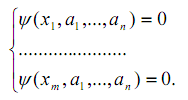 ψ(x₁,a₁,...,aₙ) = 0
.....................
ψ(xₘ,a₁,...,aₙ) = 0.